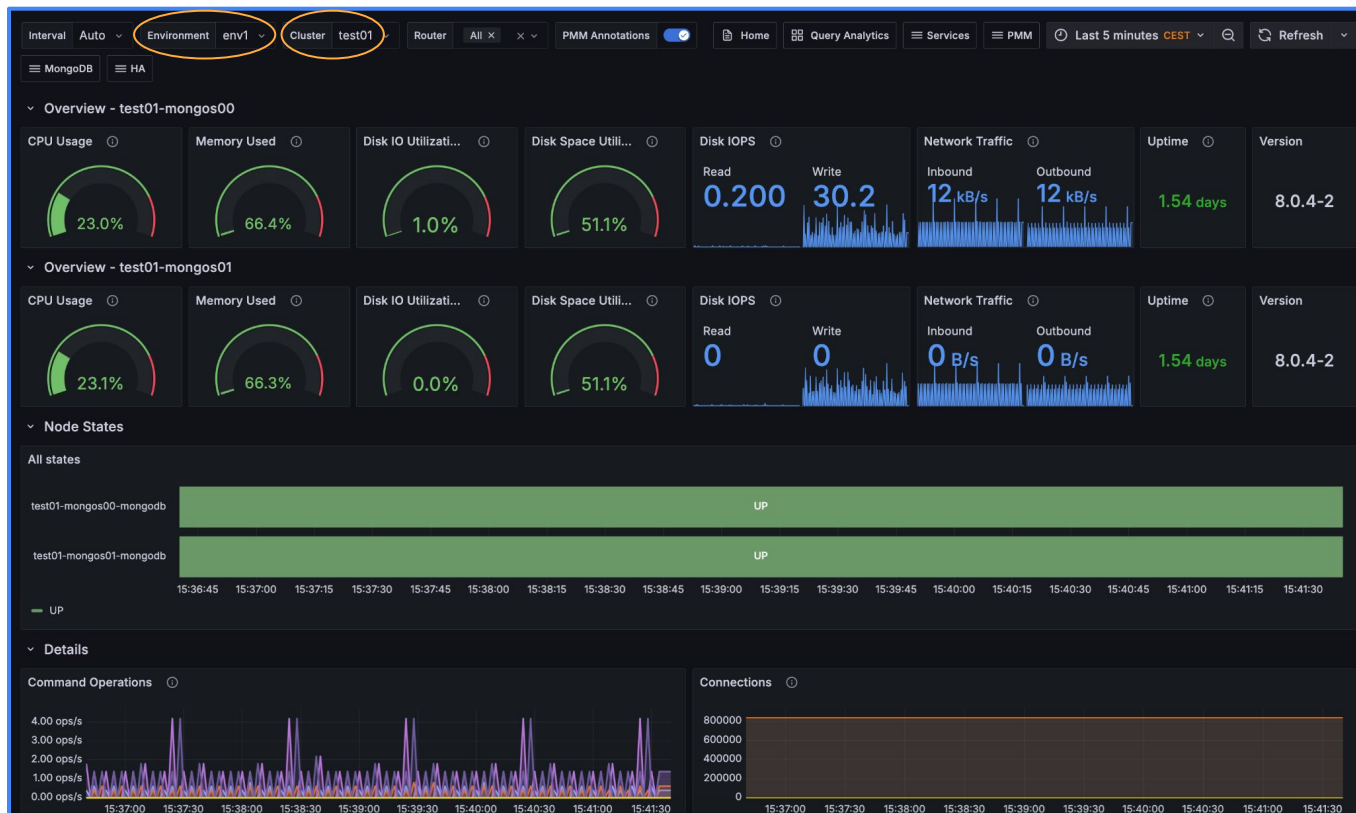 Interval Auto Environment env1 Cluster test01 Router All × × PMM Annotations Home Query Analytics Services PMM Last 5 minutes CEST Refresh
MongoDB HA
Overview - test01-mongos00
CPU Usage Memory Used Disk IO Utilizati... Disk Space Utili... Disk IOPS Network Traffic Uptime Version
Read Write Inbound Outbound
0.200 30.2 12 kB/s 12 kB/s
23.0% 66.4% 1.0% 51.1% 1.54 days 8.0.4-2
Overview - test01-mongos01
CPU Usage Memory Used Disk IO Utilizati... Disk Space Utili... Disk IOPS Network Traffic Uptime Version
Read Write Inbound Outbound
0 0 0 B/s 0 B/s
23.1% 66.3% 0.0% 51.1% 1.54 days 8.0.4-2
Node States
All states
test01-mongos00-mongodb UP
test01-mongos01-mongodb UP
15:36:45 15:37:00 15:37:15 15:37:30 15:37:45 15:38:00 15:38:15 15:38:30 15:38:45 15:39:00 15:39:15 15:39:30 15:39:45 15:40:00 15:40:15 15:40:30 15:40:45 15:41:00 15:41:15 15:41:30
UP
Details
Command Operations Connections
4.00 ops/s
3.00 ops/s
2.00 ops/s
1.00 ops/s
0.00 ops/s
15:37:00 15:37:30 15:38:00 15:38:30 15:39:00 15:39:30 15:40:00 15:40:30 15:41:00 15:41:30
800000
600000
400000
200000
0
15:37:00 15:37:30 15:38:00 15:38:30 15:39:00 15:39:30 15:40:00 15:40:30 15:41:00 15:41:30